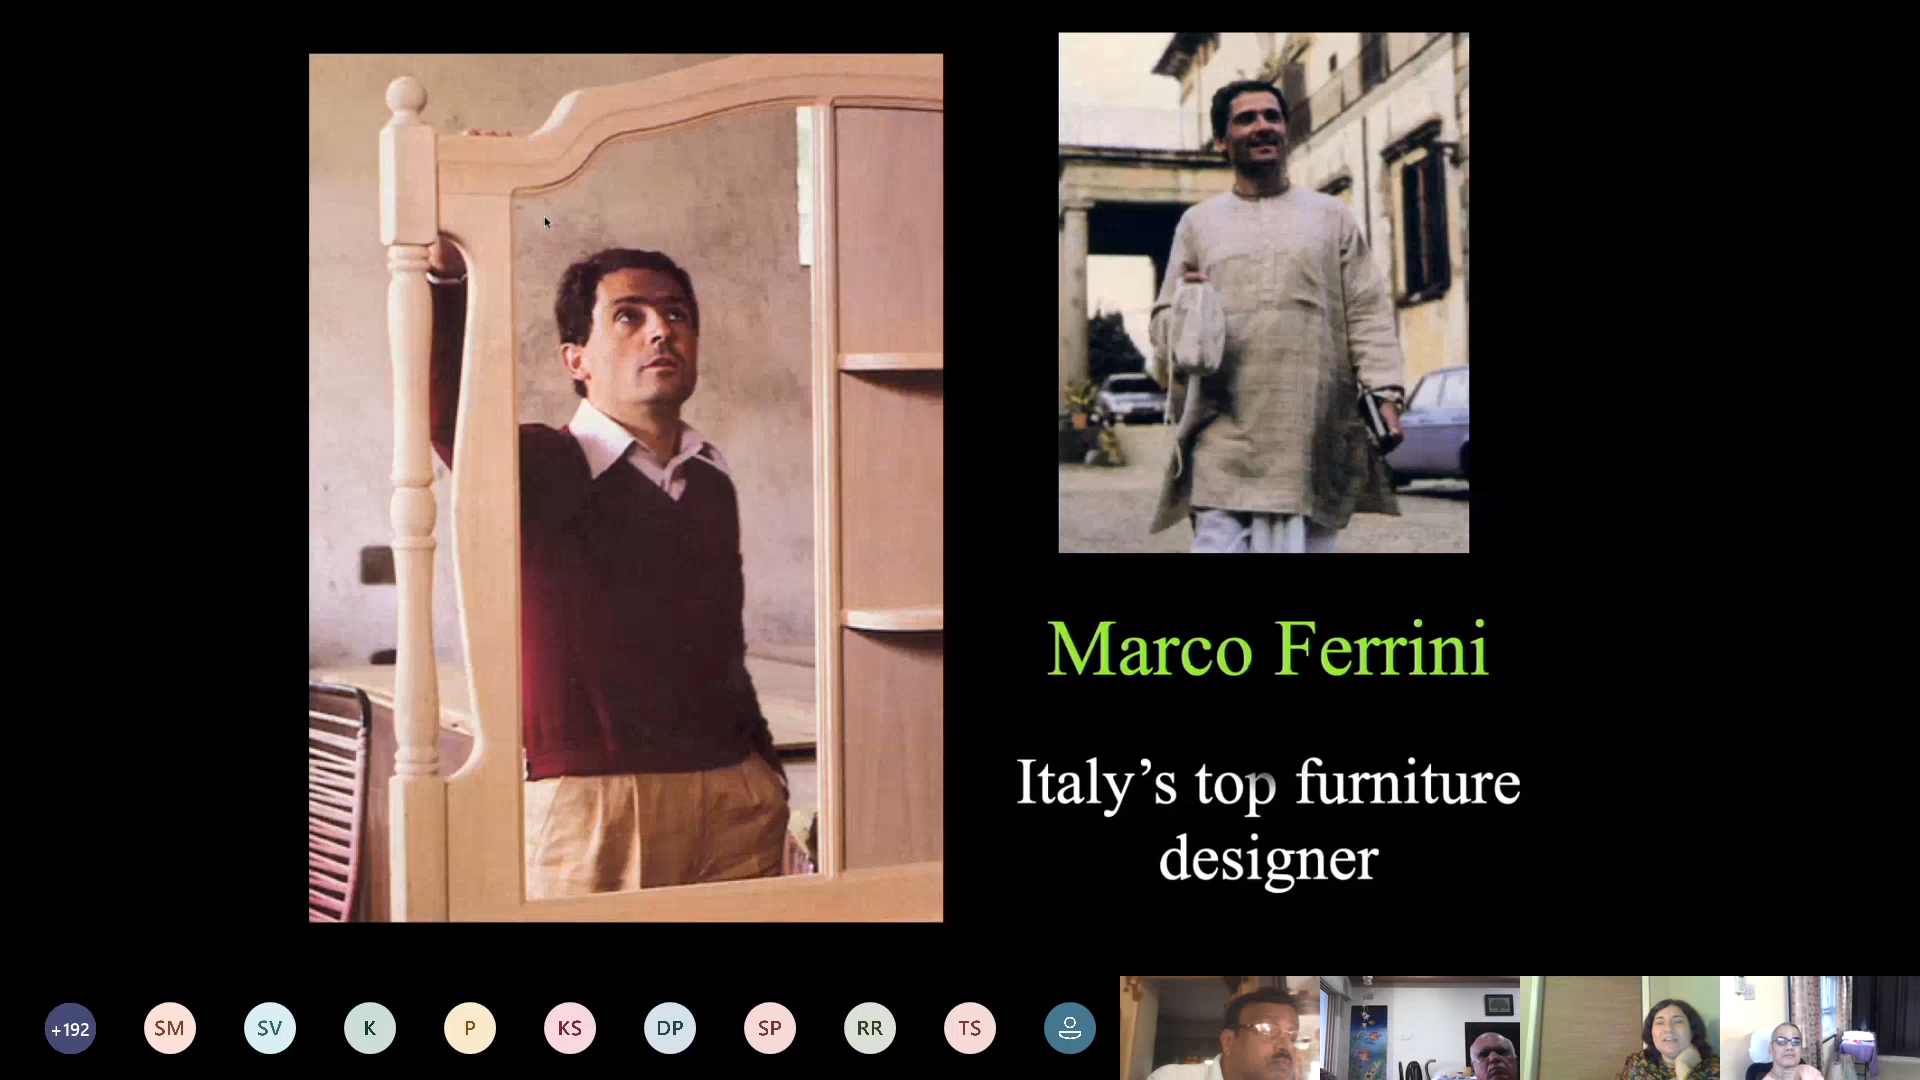 Marco Ferrini
Italy’s top furniture
designer
+192
SM
SV
K
P
KS
DP
SP
RR
TS